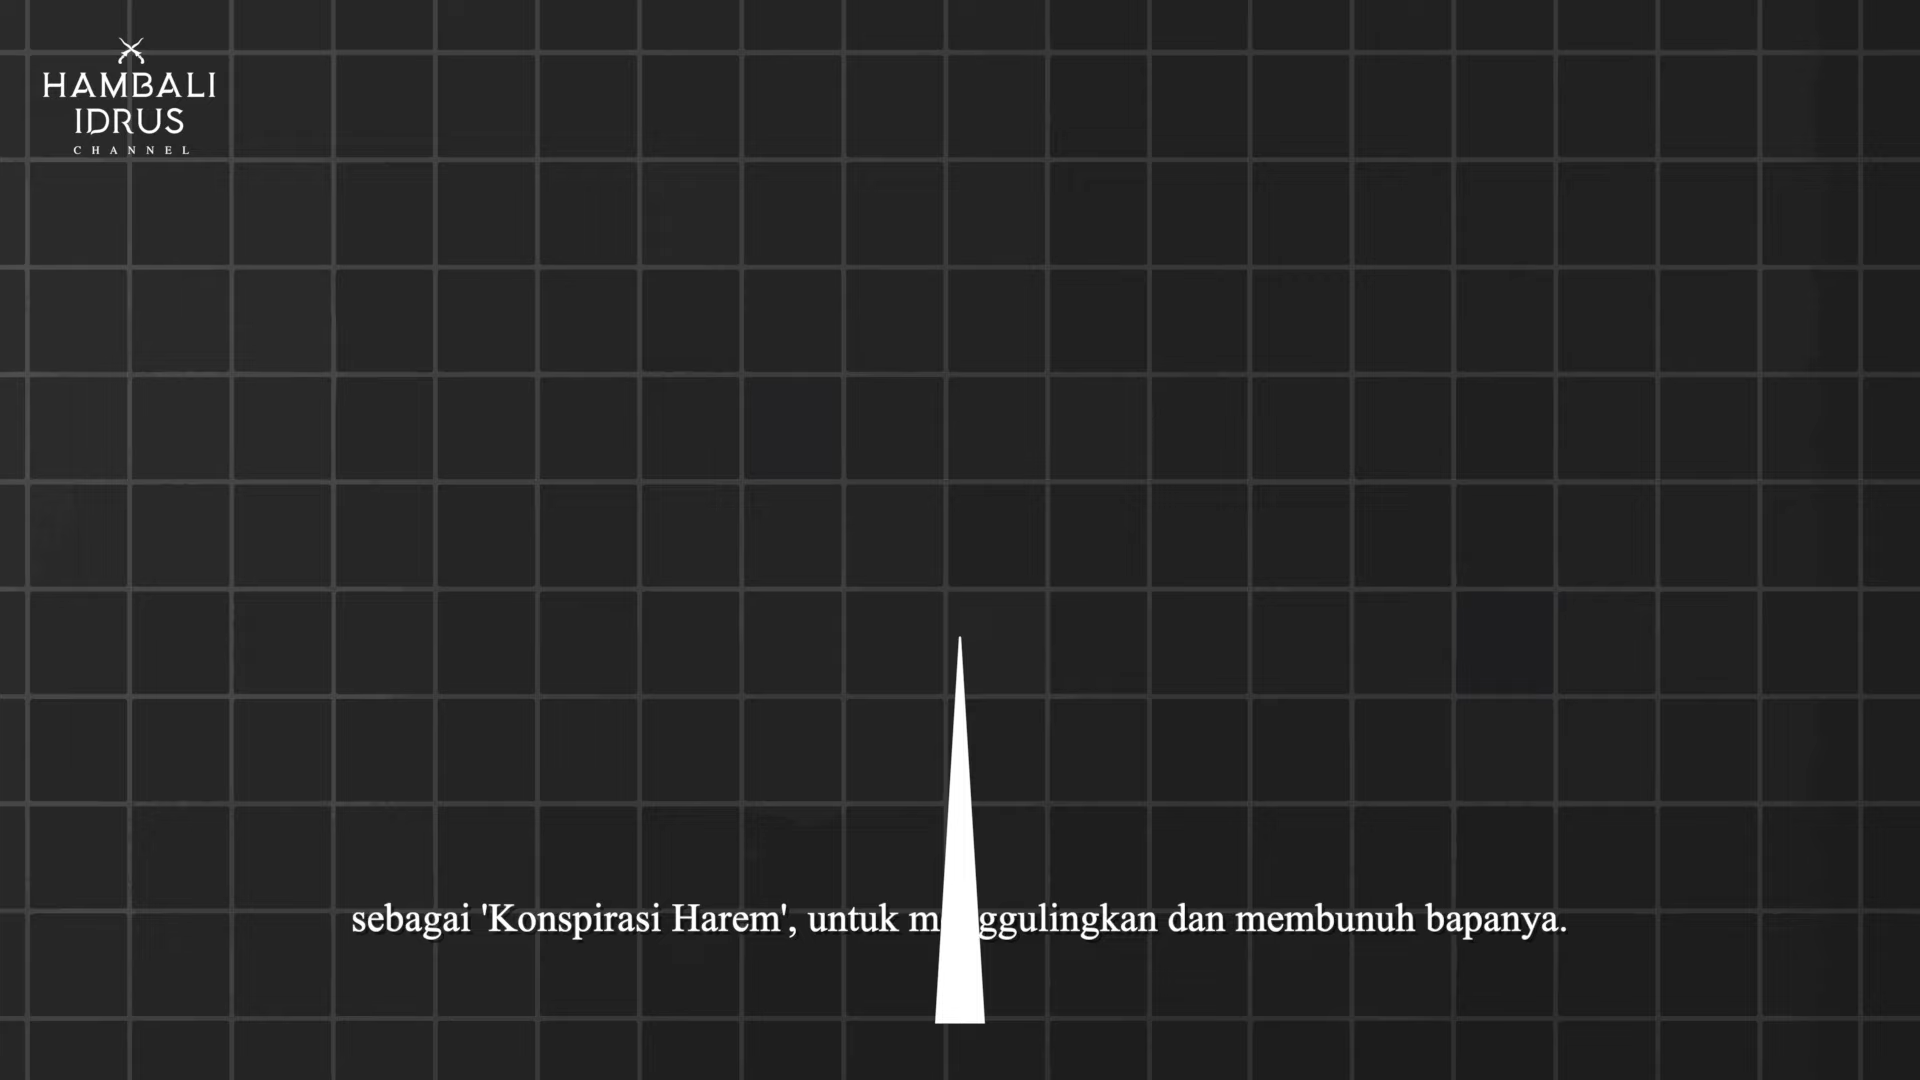 HAMBALI
IDRUS
CHANNEL
sebagai 'Konspirasi Harem', untuk dan membunuh bapanya.